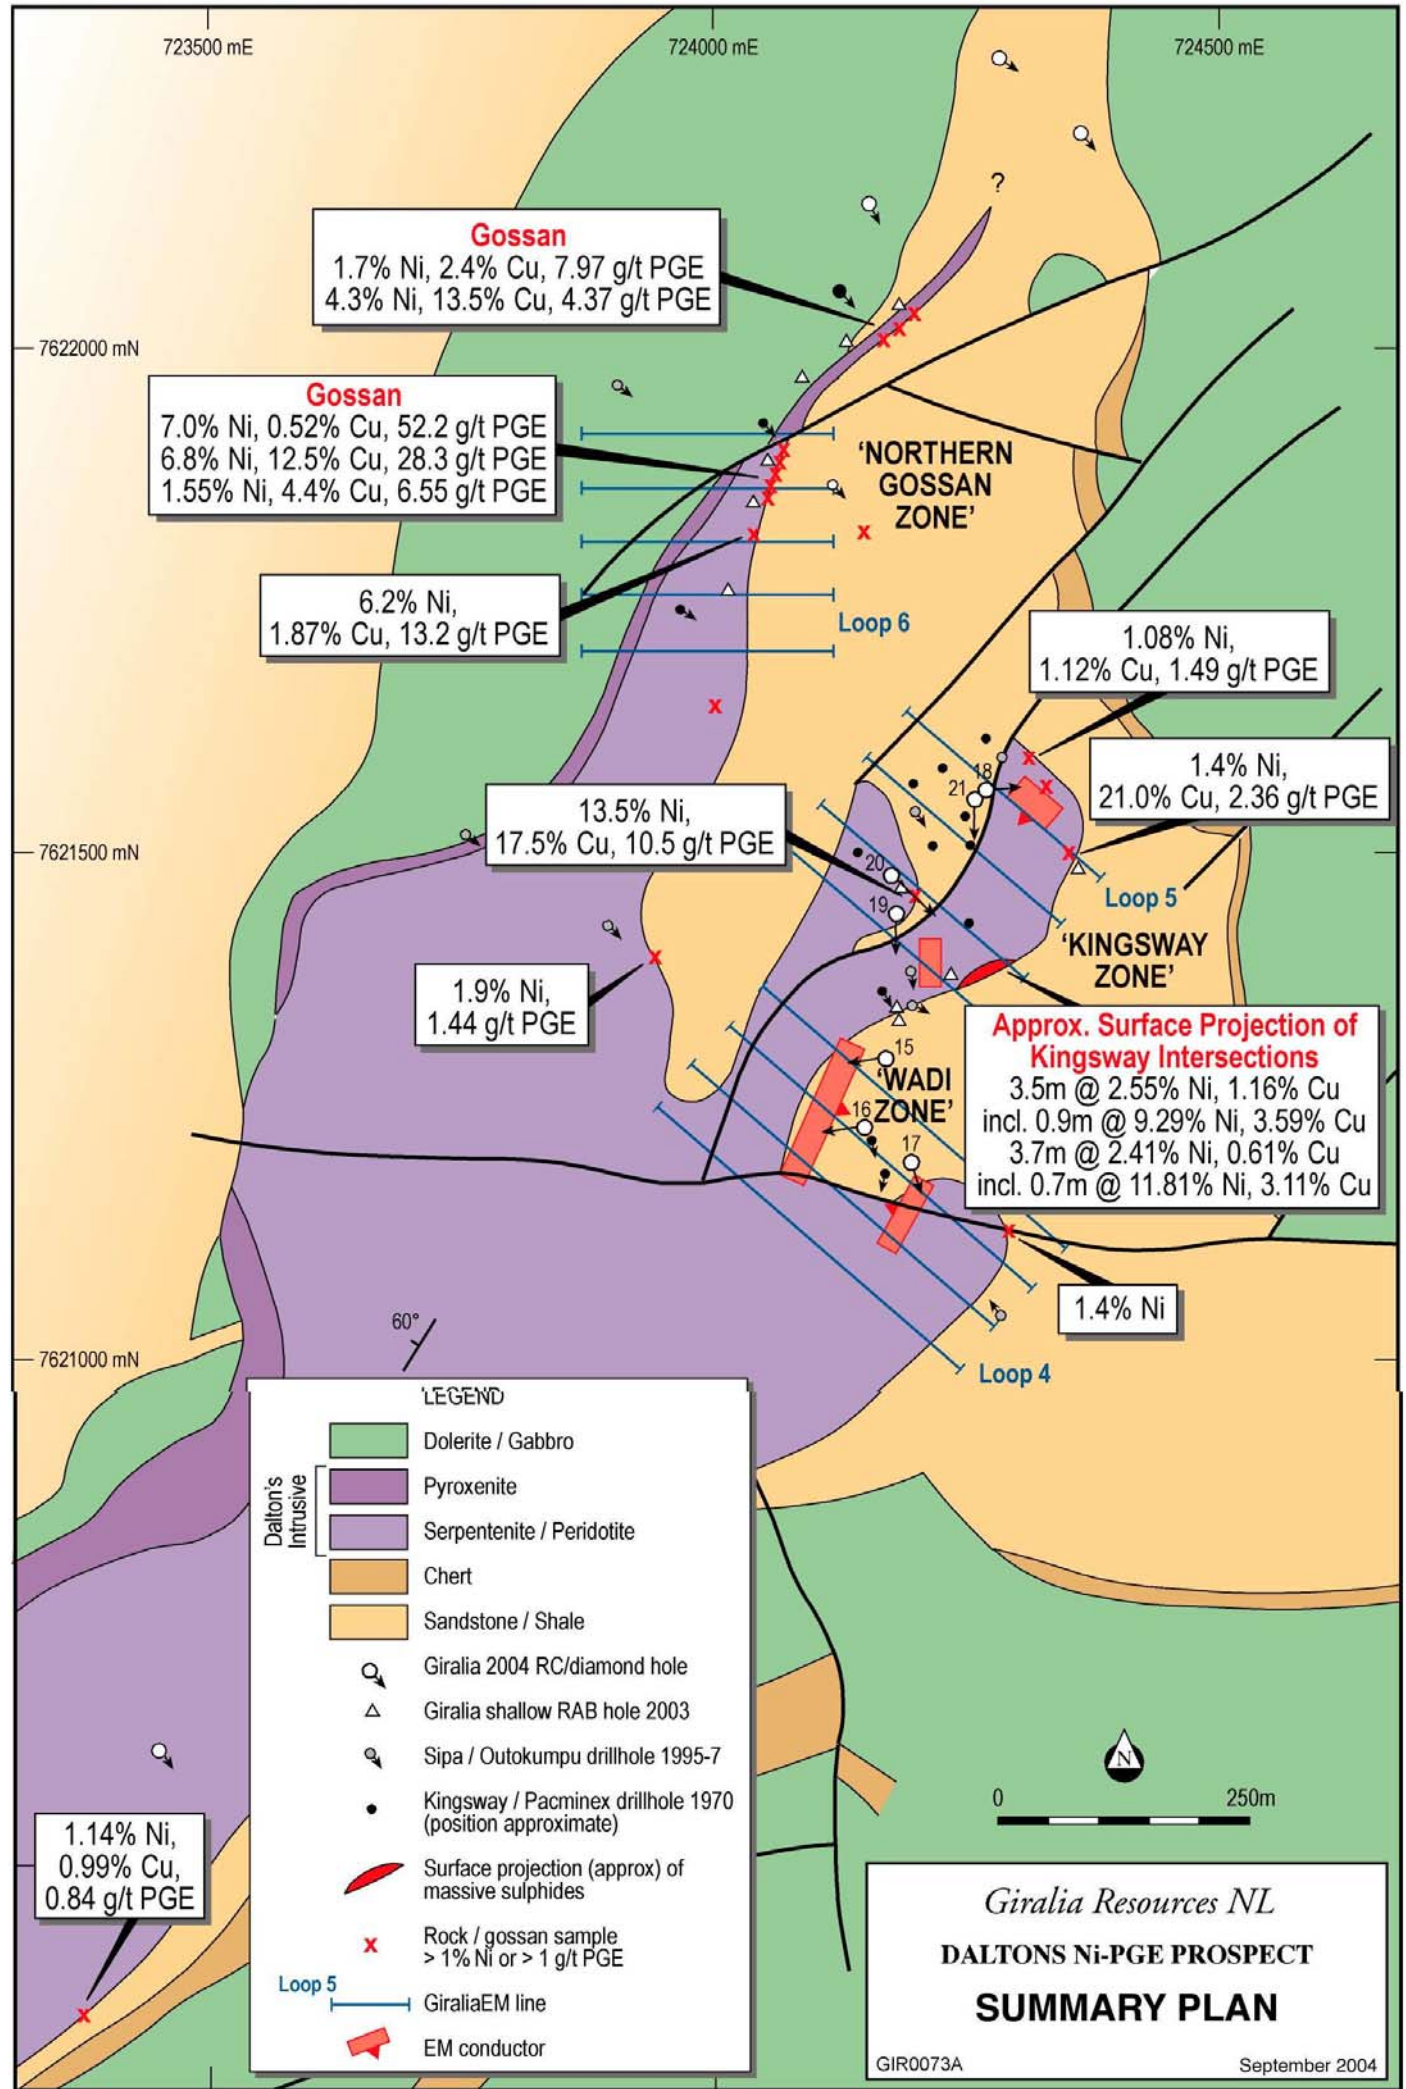 723500 mE
724000 mE
724500 mE
?
Gossan
1.7% Ni, 2.4% Cu, 7.97 g/t PGE
4.3% Ni, 13.5% Cu, 4.37 g/t PGE
7622000 mN
Gossan
7.0% Ni, 0.52% Cu, 52.2 g/t PGE
6.8% Ni, 12.5% Cu, 28.3 g/t PGE
1.55% Ni, 4.4% Cu, 6.55 g/t PGE
'NORTHERN
GOSSAN
ZONE'
6.2% Ni,
1.87% Cu, 13.2 g/t PGE
Loop 6
1.08% Ni,
1.12% Cu, 1.49 g/t PGE
1.4% Ni,
21.0% Cu, 2.36 g/t PGE
18
21
13.5% Ni,
17.5% Cu, 10.5 g/t PGE
7621500 mN
20
19
Loop 5
'KINGSWAY
ZONE'
1.9% Ni,
1.44 g/t PGE
Approx. Surface Projection of
Kingsway Intersections
3.5m @ 2.55% Ni, 1.16% Cu
incl. 0.9m @ 9.29% Ni, 3.59% Cu
3.7m @ 2.41% Ni, 0.61% Cu
incl. 0.7m @ 11.81% Ni, 3.11% Cu
15
'WADI
ZONE'
16
17
1.4% Ni
60°
7621000 mN
Loop 4
LEGEND
Dolerite / Gabbro
Dalton's
Intrusive
Pyroxenite
Serpentenite / Peridotite
Chert
Sandstone / Shale
Giralia 2004 RC/diamond hole
Giralia shallow RAB hole 2003
Sipa / Outokumpu drillhole 1995-7
Kingsway / Pacminex drillhole 1970
(position approximate)
Surface projection (approx) of
massive sulphides
x Rock / gossan sample
> 1% Ni or > 1 g/t PGE
Loop 5
GiraliaEM line
EM conductor
1.14% Ni,
0.99% Cu,
0.84 g/t PGE
N
0 250m
Giralia Resources NL
DALTONS Ni-PGE PROSPECT
SUMMARY PLAN
GIR0073A September 2004